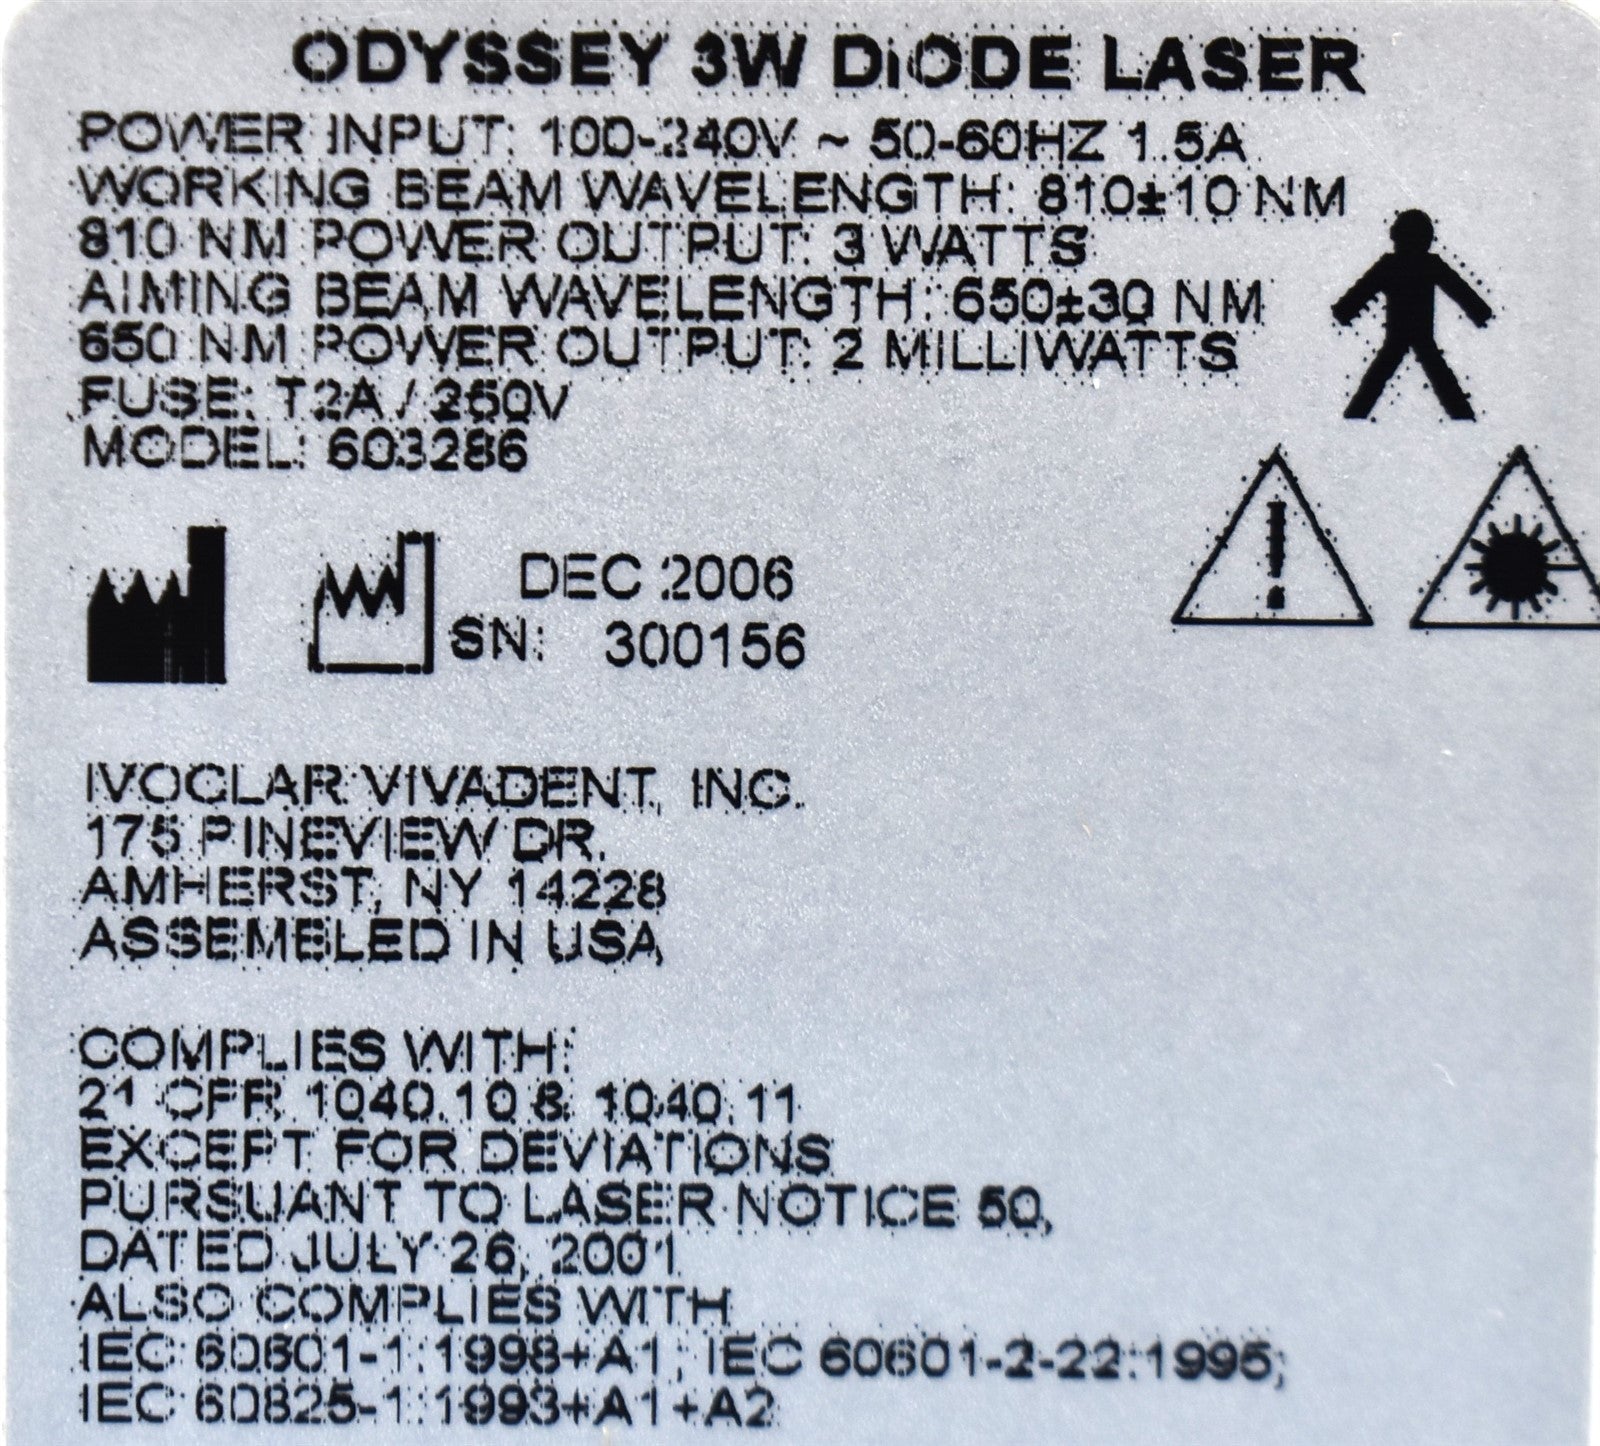 ODYSSEY 3W DIODE LASER
POWER INPUT: 100-240V ~ 50-60HZ 1.5A
WORKING BEAM WAVELENGTH: 810±10 NM
810 NM POWER OUTPUT: 3 WATTS
AIMING BEAM WAVELENGTH: 650±30 NM
650 NM POWER OUTPUT: 2 MILLIWATTS
FUSE: T2A / 250V
MODEL: 603286
DEC 2006
SN: 300156
IVOCLAR VIVADENT, INC.
175 PINEVIEW DR.
AMHERST, NY 14228
ASSEMBLED IN USA
COMPLIES WITH:
21 CFR 1040.10 & 1040.11
EXCEPT FOR DEVIATIONS
PURSUANT TO LASER NOTICE 50,
DATED JULY 26, 2001
ALSO COMPLIES WITH
IEC 60601-1:1998+A1; IEC 60601-2-22:1995;
IEC 60825-1:1993+A1+A2